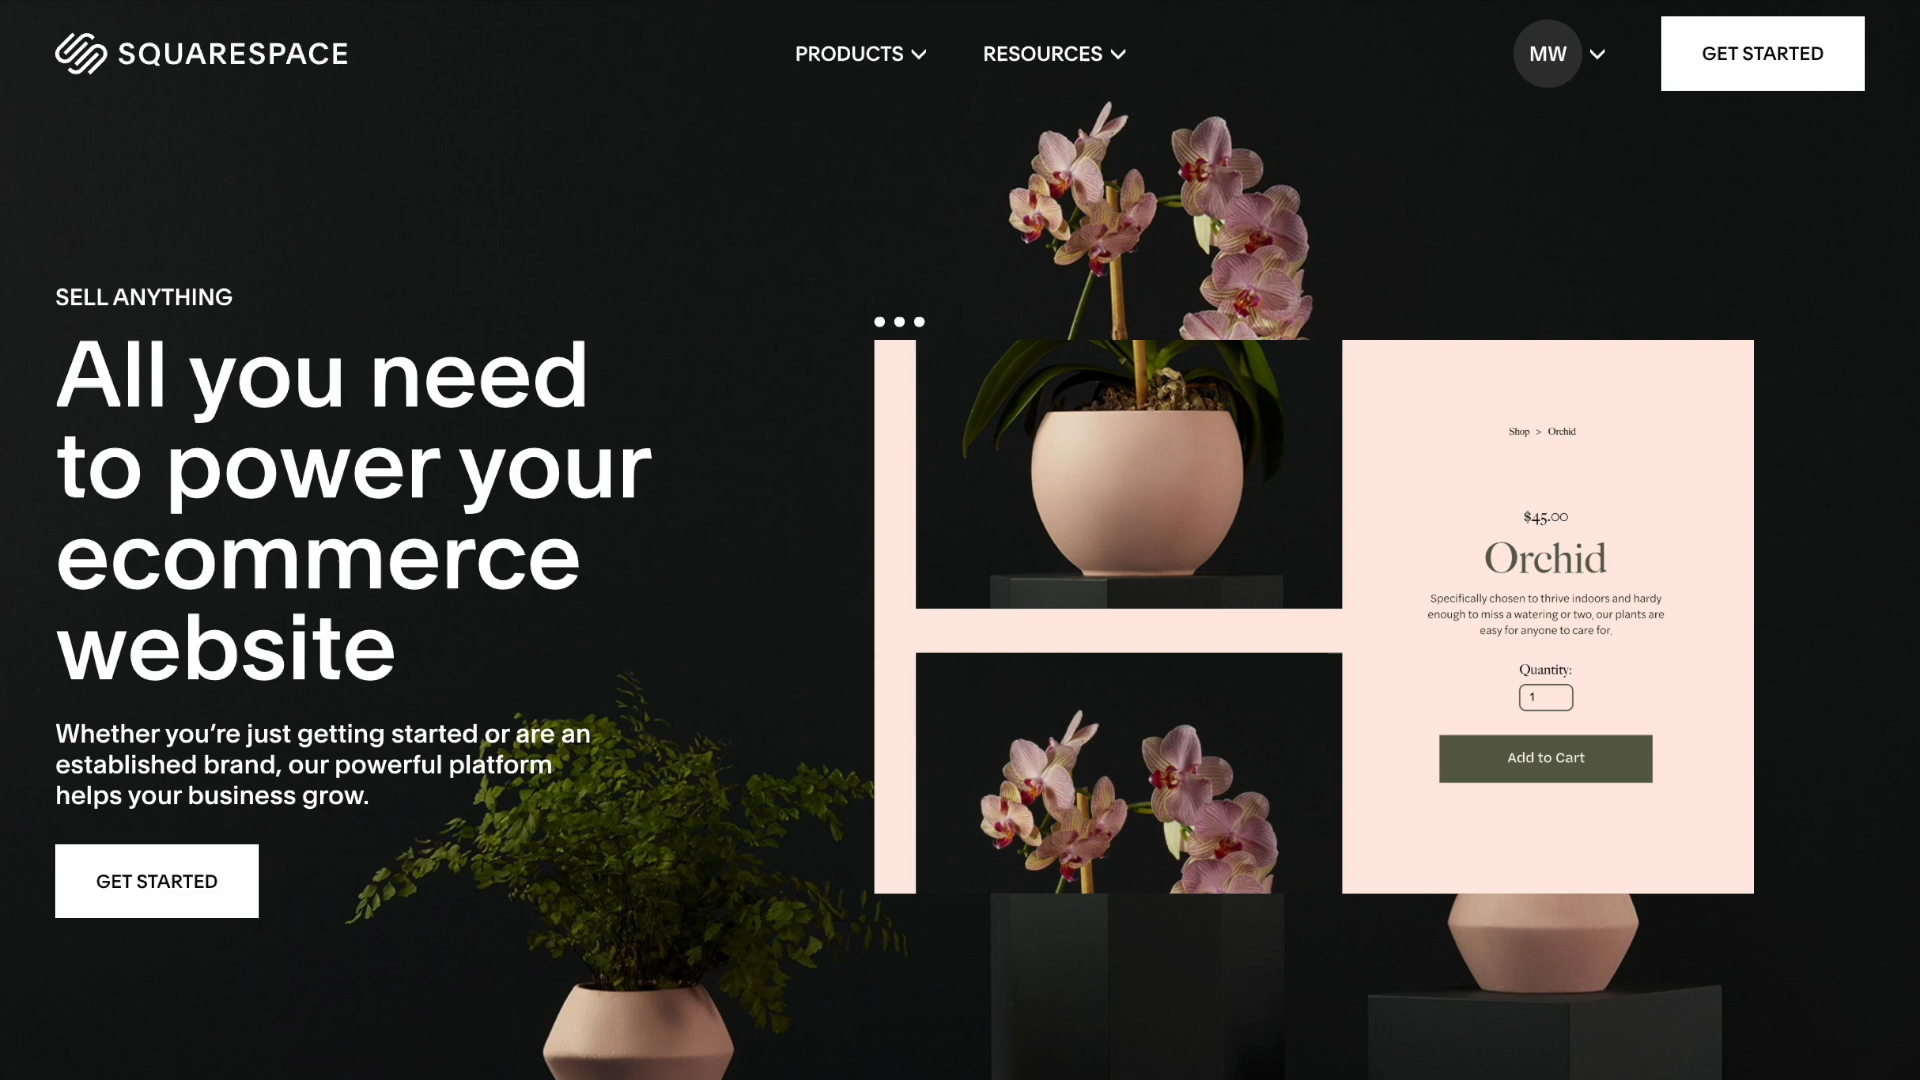 SQUARESPACE
PRODUCTS
RESOURCES
MW
GET STARTED
SELL ANYTHING
All you need
to power your
ecommerce
website
Whether you’re just getting started or are an
established brand, our powerful platform
helps your business grow.
GET STARTED
Shop > Orchid
$45.00
Orchid
Specifically chosen to thrive indoors and hardy
enough to miss a watering or two, our plants are
easy for anyone to care for.
Quantity:
1
Add to Cart